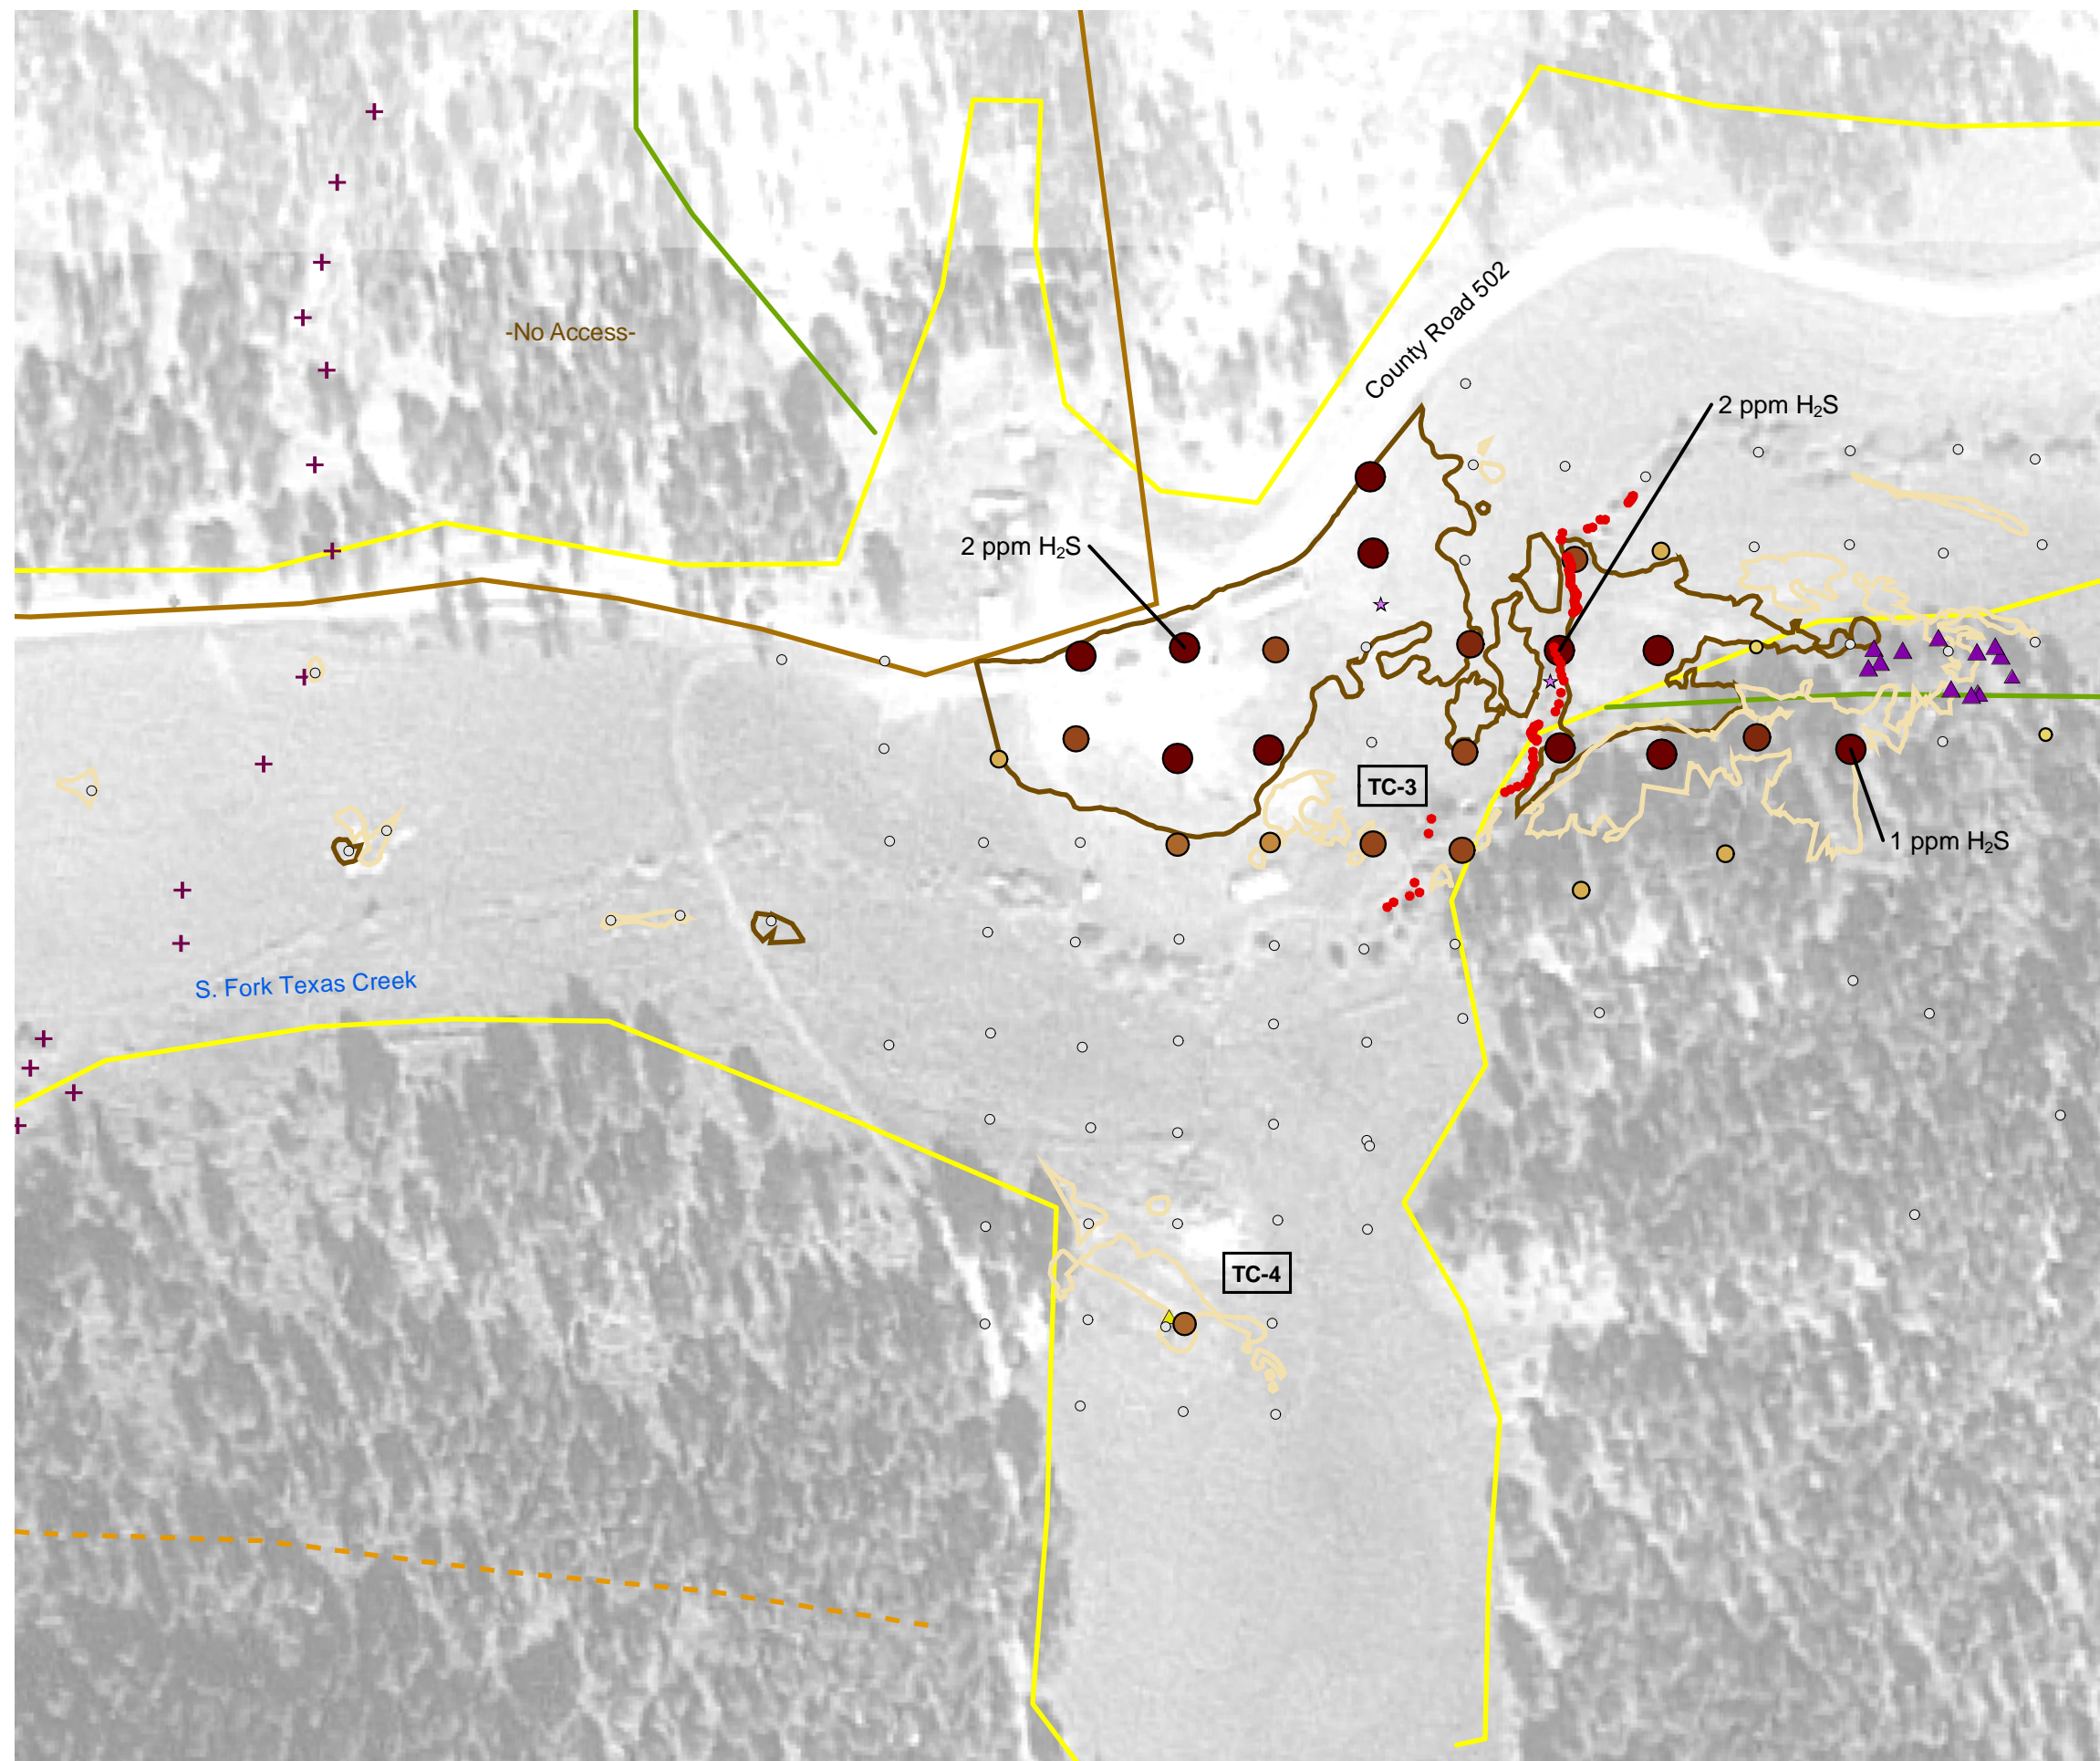 County Road 502
-No Access-
2 ppm H₂S
2 ppm H₂S
TC-3
1 ppm H₂S
S. Fork Texas Creek
TC-4